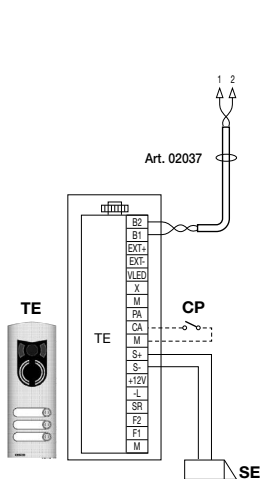 1 2
Art. 02037
B2
B1
EXT+
EXT-
VLED
X
M
PA
CA
M
S+
S-
+12V
-L
SR
F2
F1
M
TE
TE
CP
SE